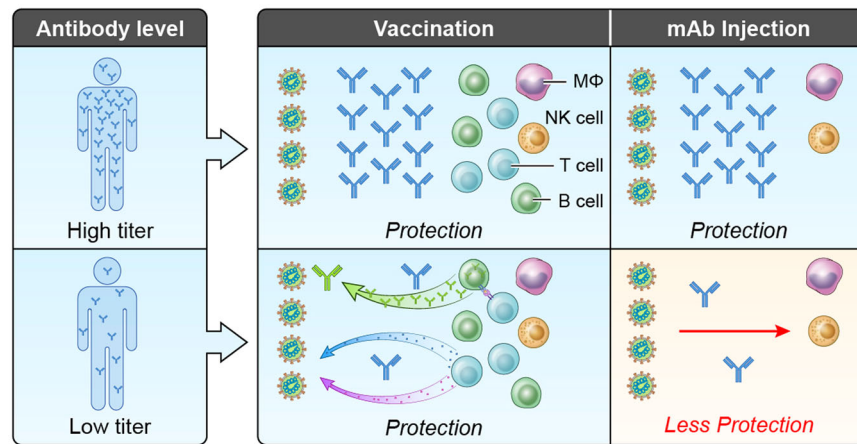 Antibody level
Vaccination
mAb Injection
MΦ
NK cell
T cell
B cell
High titer
Protection
Protection
Low titer
Protection
Less Protection